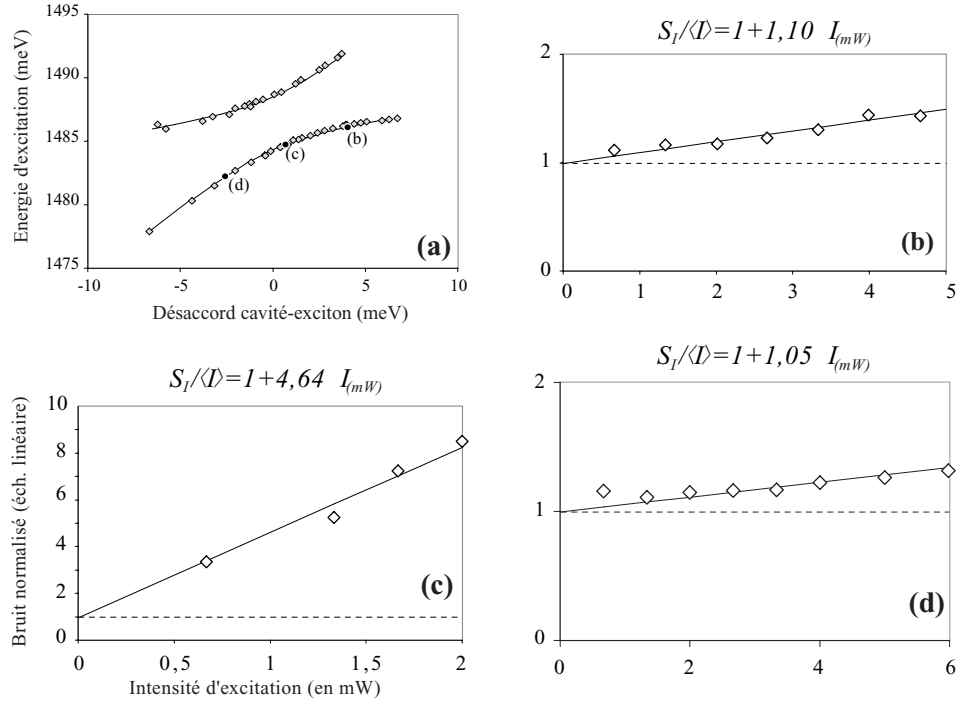 1495
1490
1485
1480
1475
Energie d'excitation (meV)
(b)
(c)
(d)
(a)
-10
-5
0
5
10
Désaccord cavité-exciton (meV)
S_I/⟨I⟩=1+1,10 I_(mW)
2
1
0
(b)
0
1
2
3
4
5
S_I/⟨I⟩=1+4,64 I_(mW)
10
8
6
4
2
0
Bruit normalisé (éch. linéaire)
(c)
0
0,5
1
1,5
2
Intensité d'excitation (en mW)
S_I/⟨I⟩=1+1,05 I_(mW)
2
1
0
(d)
0
2
4
6